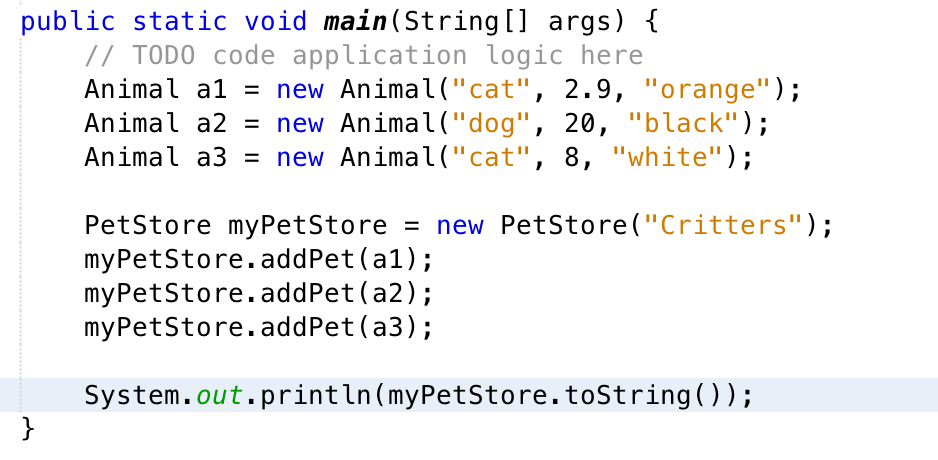 public static void main(String[] args) {
    // TODO code application logic here
    Animal a1 = new Animal("cat", 2.9, "orange");
    Animal a2 = new Animal("dog", 20, "black");
    Animal a3 = new Animal("cat", 8, "white");

    PetStore myPetStore = new PetStore("Critters");
    myPetStore.addPet(a1);
    myPetStore.addPet(a2);
    myPetStore.addPet(a3);

    System.out.println(myPetStore.toString());
}